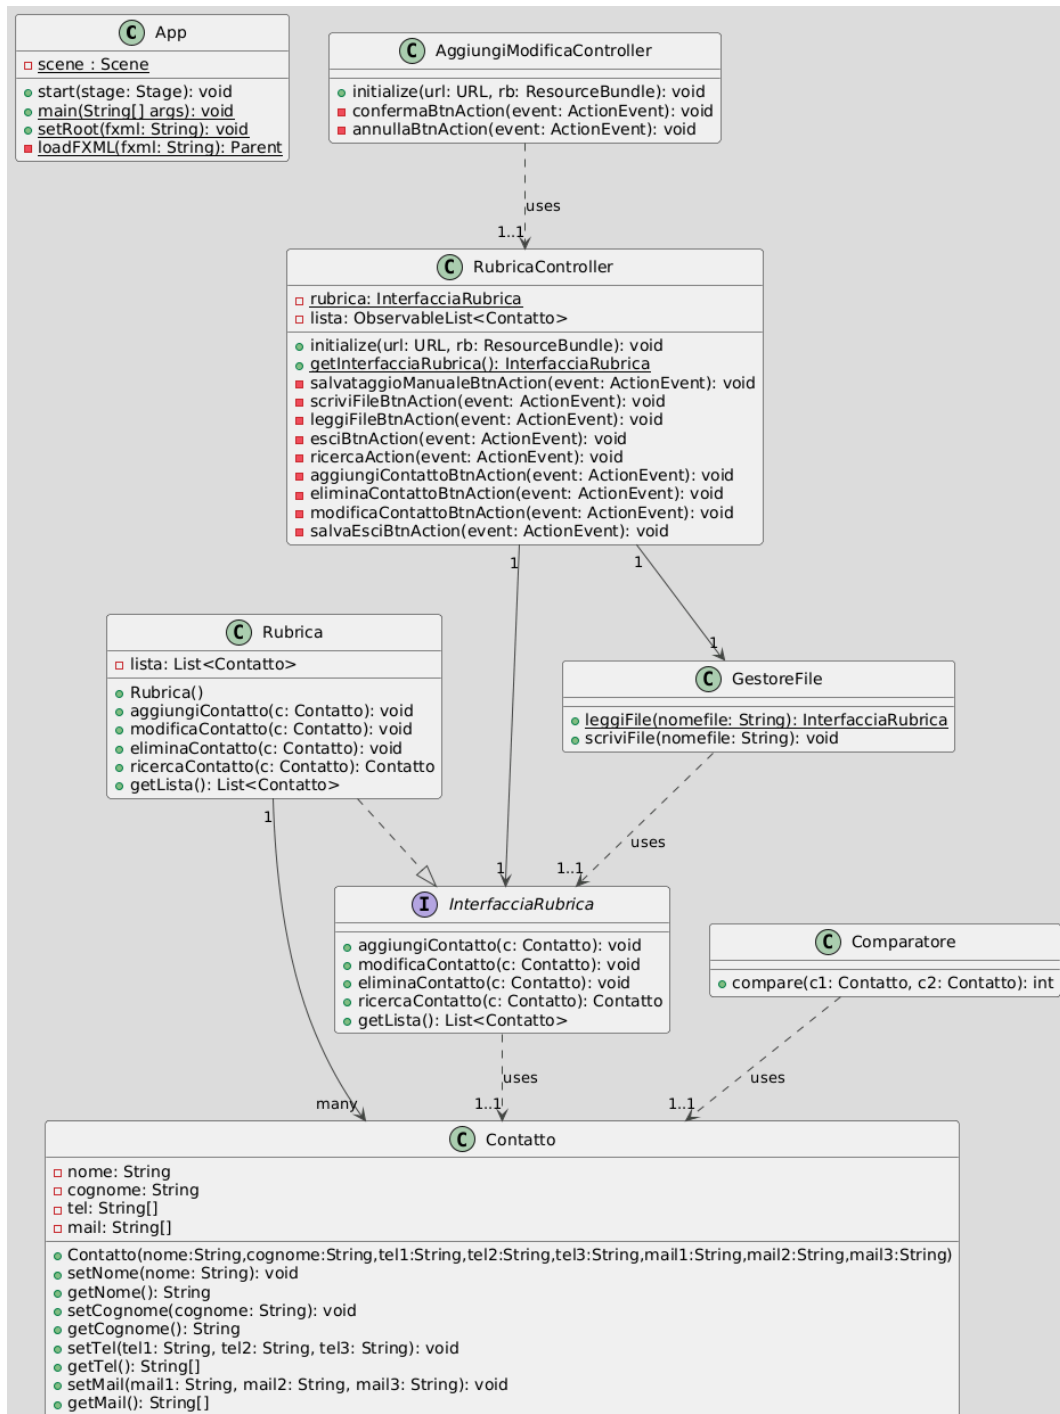 C App
scene : Scene
start(stage: Stage): void
main(String[] args): void
setRoot(fxml: String): void
loadFXML(fxml: String): Parent
C AggiungiModificaController
initialize(url: URL, rb: ResourceBundle): void
confermaBtnAction(event: ActionEvent): void
annullaBtnAction(event: ActionEvent): void
uses
1..1
C RubricaController
rubrica: InterfacciaRubrica
lista: ObservableList<Contatto>
initialize(url: URL, rb: ResourceBundle): void
getInterfacciaRubrica(): InterfacciaRubrica
salvataggioManualeBtnAction(event: ActionEvent): void
scriviFileBtnAction(event: ActionEvent): void
leggiFileBtnAction(event: ActionEvent): void
esciBtnAction(event: ActionEvent): void
ricercaAction(event: ActionEvent): void
aggiungiContattoBtnAction(event: ActionEvent): void
eliminaContattoBtnAction(event: ActionEvent): void
modificaContattoBtnAction(event: ActionEvent): void
salvaEsciBtnAction(event: ActionEvent): void
1
1
C Rubrica
lista: List<Contatto>
Rubrica()
aggiungiContatto(c: Contatto): void
modificaContatto(c: Contatto): void
eliminaContatto(c: Contatto): void
ricercaContatto(c: Contatto): Contatto
getLista(): List<Contatto>
1
C GestoreFile
leggiFile(nomefile: String): InterfacciaRubrica
scriviFile(nomefile: String): void
1
uses
1
1..1
I InterfacciaRubrica
aggiungiContatto(c: Contatto): void
modificaContatto(c: Contatto): void
eliminaContatto(c: Contatto): void
ricercaContatto(c: Contatto): Contatto
getLista(): List<Contatto>
C Comparatore
compare(c1: Contatto, c2: Contatto): int
uses
uses
many
1..1
1..1
C Contatto
nome: String
cognome: String
tel: String[]
mail: String[]
Contatto(nome:String,cognome:String,tel1:String,tel2:String,tel3:String,mail1:String,mail2:String,mail3:String)
setNome(nome: String): void
getNome(): String
setCognome(cognome: String): void
getCognome(): String
setTel(tel1: String, tel2: String, tel3: String): void
getTel(): String[]
setMail(mail1: String, mail2: String, mail3: String): void
getMail(): String[]